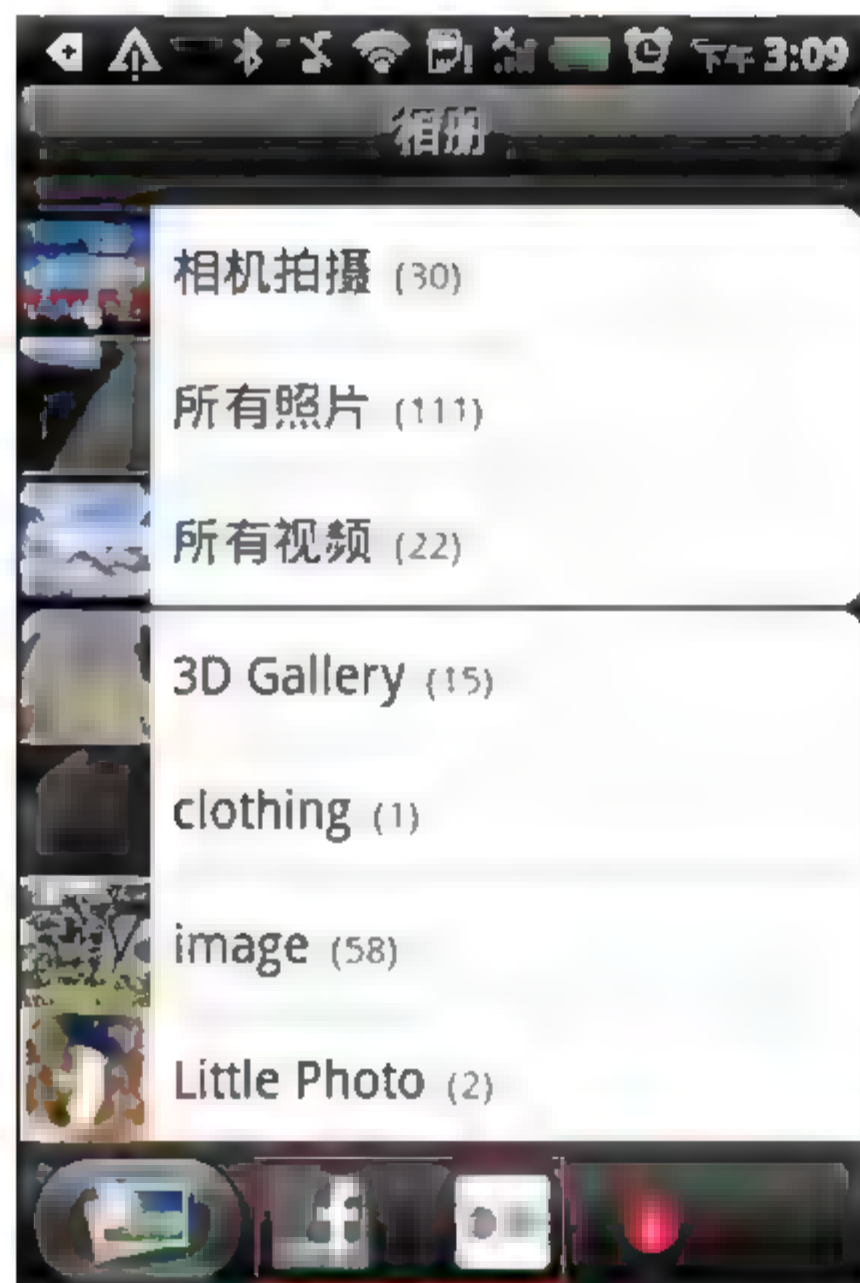 下午 3:09
相册
相机拍摄 (30)
所有照片 (111)
所有视频 (22)
3D Gallery (15)
clothing (1)
image (58)
Little Photo (2)